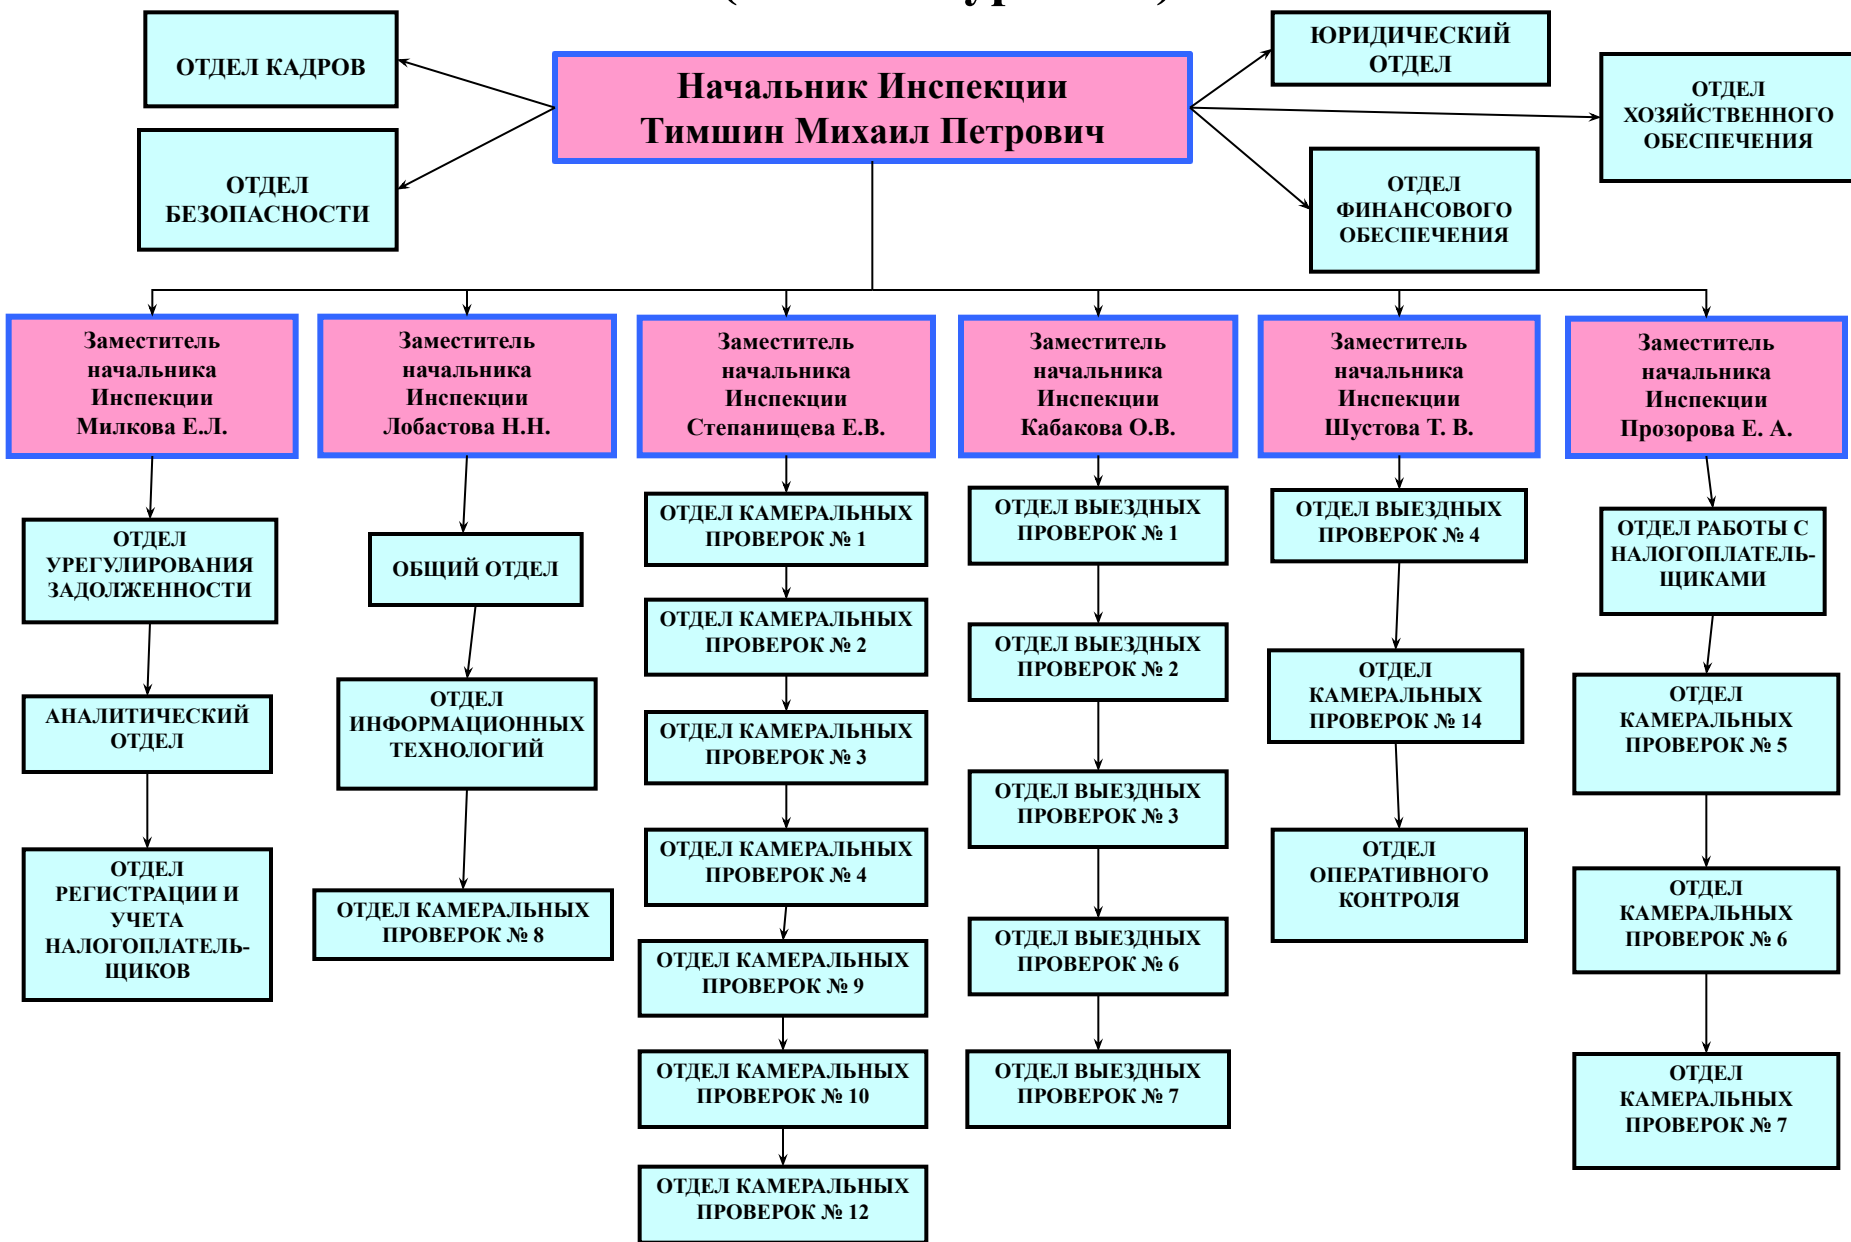 ОТДЕЛ КАДРОВ
ОТДЕЛ
БЕЗОПАСНОСТИ
Начальник Инспекции
Тимшин Михаил Петрович
ЮРИДИЧЕСКИЙ
ОТДЕЛ
ОТДЕЛ
ХОЗЯЙСТВЕННОГО
ОБЕСПЕЧЕНИЯ
ОТДЕЛ
ФИНАНСОВОГО
ОБЕСПЕЧЕНИЯ
Заместитель
начальника
Инспекции
Милкова Е.Л.
ОТДЕЛ
УРЕГУЛИРОВАНИЯ
ЗАДОЛЖЕННОСТИ
АНАЛИТИЧЕСКИЙ
ОТДЕЛ
ОТДЕЛ
РЕГИСТРАЦИИ И
УЧЕТА
НАЛОГОПЛАТЕЛЬ-
ЩИКОВ
Заместитель
начальника
Инспекции
Лобастова Н.Н.
ОБЩИЙ ОТДЕЛ
ОТДЕЛ
ИНФОРМАЦИОННЫХ
ТЕХНОЛОГИЙ
ОТДЕЛ КАМЕРАЛЬНЫХ
ПРОВЕРОК № 8
Заместитель
начальника
Инспекции
Степанищева Е.В.
ОТДЕЛ КАМЕРАЛЬНЫХ
ПРОВЕРОК № 1
ОТДЕЛ КАМЕРАЛЬНЫХ
ПРОВЕРОК № 2
ОТДЕЛ КАМЕРАЛЬНЫХ
ПРОВЕРОК № 3
ОТДЕЛ КАМЕРАЛЬНЫХ
ПРОВЕРОК № 4
ОТДЕЛ КАМЕРАЛЬНЫХ
ПРОВЕРОК № 9
ОТДЕЛ КАМЕРАЛЬНЫХ
ПРОВЕРОК № 10
ОТДЕЛ КАМЕРАЛЬНЫХ
ПРОВЕРОК № 12
Заместитель
начальника
Инспекции
Кабакова О.В.
ОТДЕЛ ВЫЕЗДНЫХ
ПРОВЕРОК № 1
ОТДЕЛ ВЫЕЗДНЫХ
ПРОВЕРОК № 2
ОТДЕЛ ВЫЕЗДНЫХ
ПРОВЕРОК № 3
ОТДЕЛ ВЫЕЗДНЫХ
ПРОВЕРОК № 6
ОТДЕЛ ВЫЕЗДНЫХ
ПРОВЕРОК № 7
Заместитель
начальника
Инспекции
Шустова Т. В.
ОТДЕЛ ВЫЕЗДНЫХ
ПРОВЕРОК № 4
ОТДЕЛ
КАМЕРАЛЬНЫХ
ПРОВЕРОК № 14
ОТДЕЛ
ОПЕРАТИВНОГО
КОНТРОЛЯ
Заместитель
начальника
Инспекции
Прозорова Е. А.
ОТДЕЛ РАБОТЫ С
НАЛОГОПЛАТЕЛЬ-
ЩИКАМИ
ОТДЕЛ
КАМЕРАЛЬНЫХ
ПРОВЕРОК № 5
ОТДЕЛ
КАМЕРАЛЬНЫХ
ПРОВЕРОК № 6
ОТДЕЛ
КАМЕРАЛЬНЫХ
ПРОВЕРОК № 7